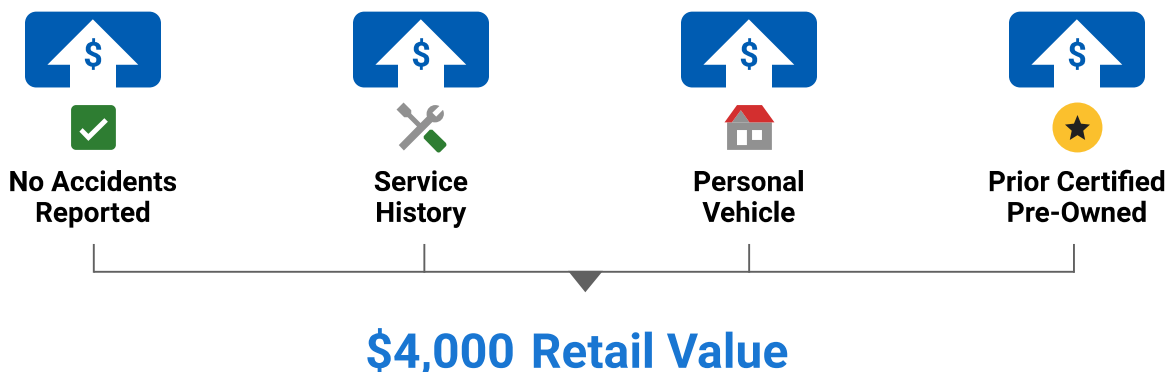 $ $ $ $
No Accidents Reported
Service History
Personal Vehicle
Prior Certified Pre-Owned
$4,000 Retail Value